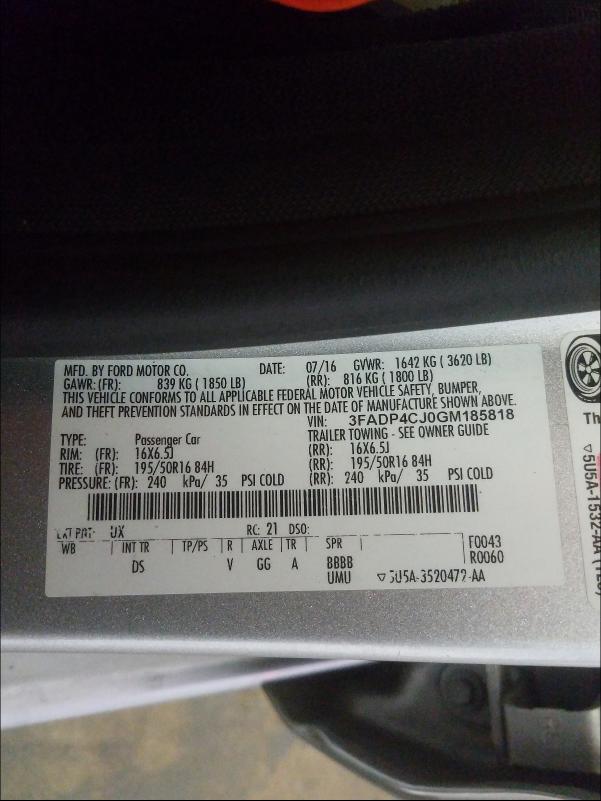 MFD. BY FORD MOTOR CO. DATE: 07/16 GVWR: 1642 KG ( 3620 LB)
GAWR: (FR): 839 KG ( 1850 LB) (RR): 816 KG ( 1800 LB)
THIS VEHICLE CONFORMS TO ALL APPLICABLE FEDERAL MOTOR VEHICLE SAFETY, BUMPER,
AND THEFT PREVENTION STANDARDS IN EFFECT ON THE DATE OF MANUFACTURE SHOWN ABOVE.
VIN: 3FADP4CJ0GM185818
TYPE: Passenger Car TRAILER TOWING - SEE OWNER GUIDE
RIM: (FR): 16X6.5J (RR): 16X6.5J
TIRE: (FR): 195/50R16 84H (RR): 195/50R16 84H
PRESSURE: (FR): 240 kPa/ 35 PSI COLD (RR): 240 kPa/ 35 PSI COLD
EXT PNT: UX RC: 21 DSO:
WB INT TR TP/PS R AXLE TR SPR F0043
DS V GG A BBBB R0060
UMU ▽5U5A-3520472-AA
Th
▽5U5A-1532